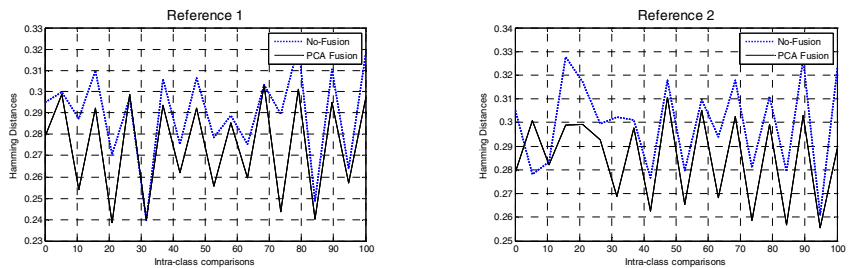 Reference 1
0.33
0.32
0.31
0.3
0.29
0.28
0.27
0.26
0.25
0.24
0.23
Hamming Distances
0 10 20 30 40 50 60 70 80 90 100
Intra-class comparisons
No-Fusion
PCA Fusion
Reference 2
0.34
0.33
0.32
0.31
0.3
0.29
0.28
0.27
0.26
0.25
Hamming Distances
0 10 20 30 40 50 60 70 80 90 100
Intra-class comparisons
No-Fusion
PCA Fusion